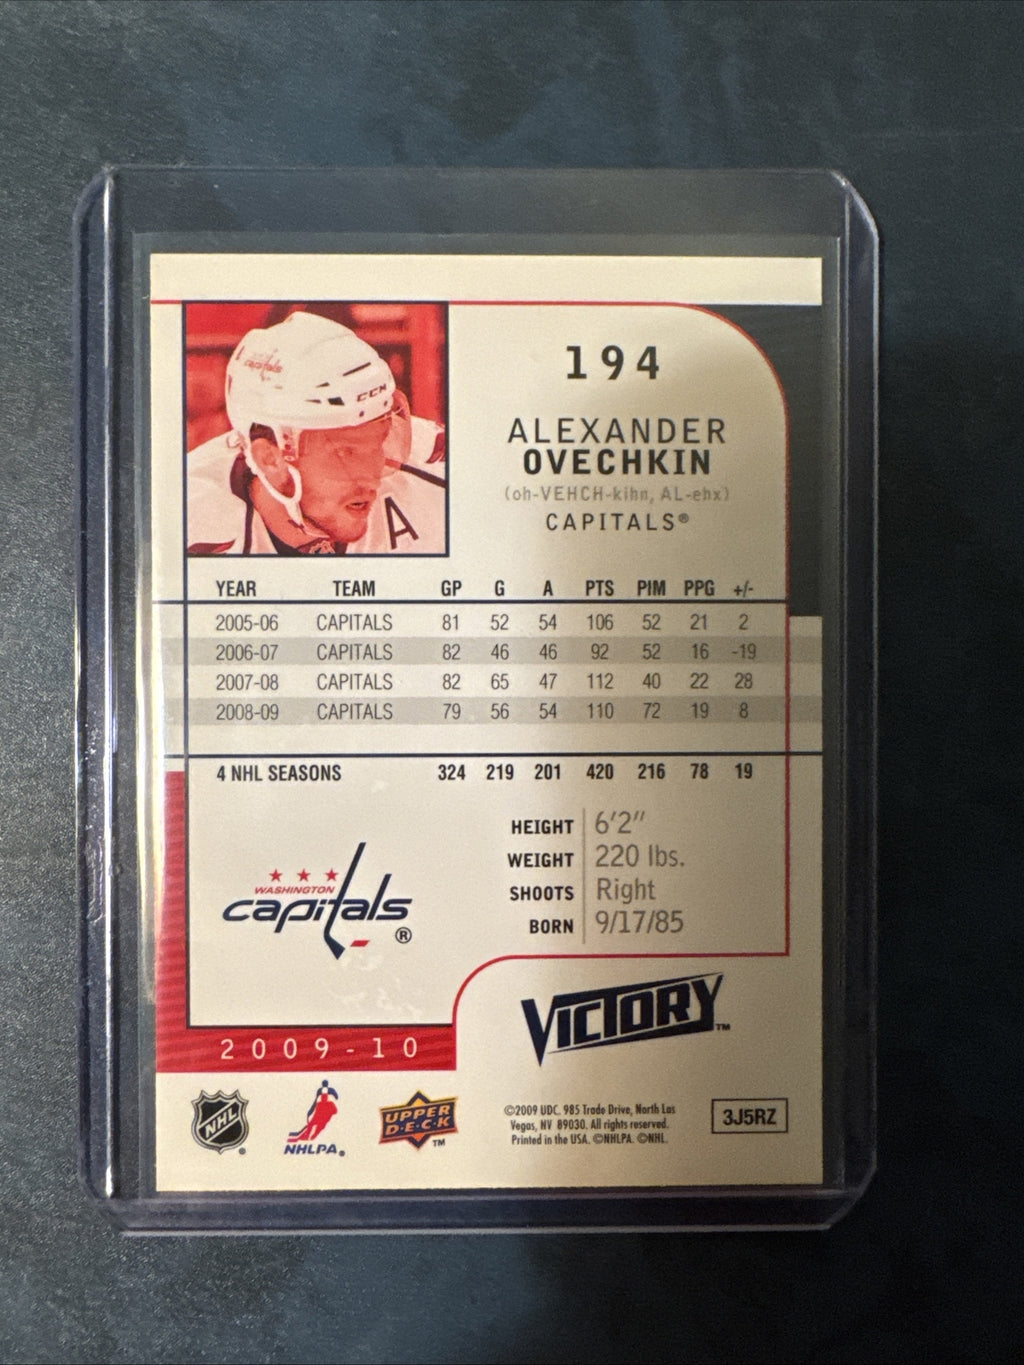 capitals
CCM
A
194
ALEXANDER
OVECHKIN
(oh-VEHCH-kihn, AL-ehx)
CAPITALS®
YEAR TEAM GP G A PTS PIM PPG +/-
2005-06 CAPITALS 81 52 54 106 52 21 2
2006-07 CAPITALS 82 46 46 92 52 16 -19
2007-08 CAPITALS 82 65 47 112 40 22 28
2008-09 CAPITALS 79 56 54 110 72 19 8
4 NHL SEASONS 324 219 201 420 216 78 19
HEIGHT 6'2"
WEIGHT 220 lbs.
SHOOTS Right
BORN 9/17/85
WASHINGTON
capitals®
VICTORY™
2009-10
NHL®
NHLPA®
UPPER
D·E·C·K™
©2009 UDC. 985 Trade Drive, North Las
Vegas, NV 89030. All rights reserved.
Printed in the USA. ©NHLPA. ©NHL.
3J5RZ